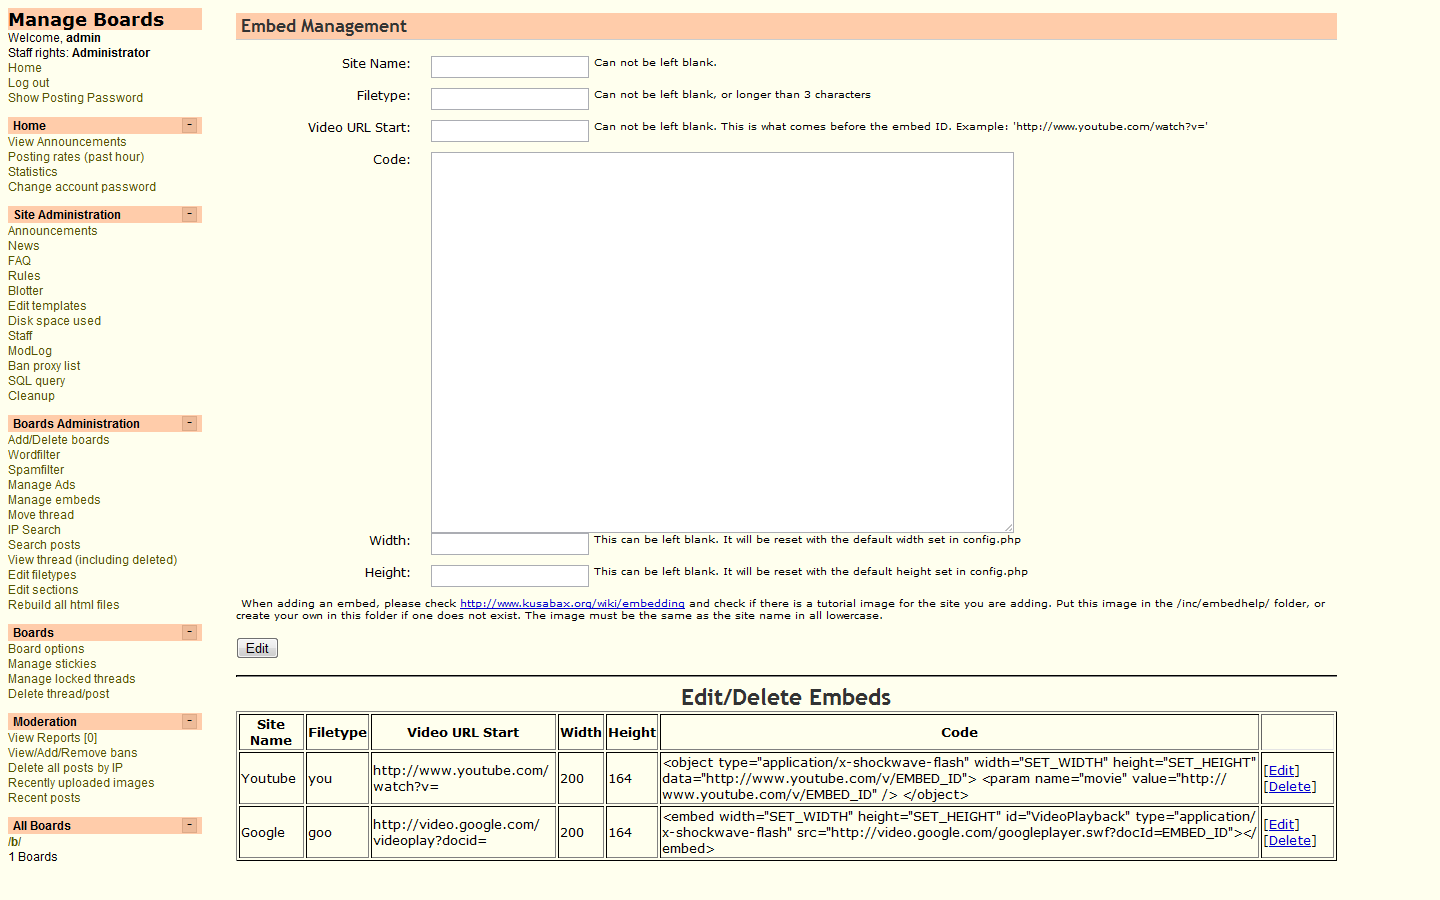 Manage Boards
Welcome, admin
Staff rights: Administrator
Home
Log out
Show Posting Password
Home -
View Announcements
Posting rates (past hour)
Statistics
Change account password
Site Administration -
Announcements
News
FAQ
Rules
Blotter
Edit templates
Disk space used
Staff
ModLog
Ban proxy list
SQL query
Cleanup
Boards Administration -
Add/Delete boards
Wordfilter
Spamfilter
Manage Ads
Manage embeds
Move thread
IP Search
Search posts
View thread (including deleted)
Edit filetypes
Edit sections
Rebuild all html files
Boards -
Board options
Manage stickies
Manage locked threads
Delete thread/post
Moderation -
View Reports [0]
View/Add/Remove bans
Delete all posts by IP
Recently uploaded images
Recent posts
All Boards -
/b/
1 Boards
Embed Management
Site Name: Can not be left blank.
Filetype: Can not be left blank, or longer than 3 characters
Video URL Start: Can not be left blank. This is what comes before the embed ID. Example: 'http://www.youtube.com/watch?v='
Code:
Width: This can be left blank. It will be reset with the default width set in config.php
Height: This can be left blank. It will be reset with the default height set in config.php
When adding an embed, please check http://www.kusabax.org/wiki/embedding and check if there is a tutorial image for the site you are adding. Put this image in the /inc/embedhelp/ folder, or
create your own in this folder if one does not exist. The image must be the same as the site name in all lowercase.
Edit
Edit/Delete Embeds
Site
Name
Filetype
Video URL Start
Width
Height
Code
Youtube
you
http://www.youtube.com/
watch?v=
200
164
<object type="application/x-shockwave-flash" width="SET_WIDTH" height="SET_HEIGHT"
data="http://www.youtube.com/v/EMBED_ID"> <param name="movie" value="http://
www.youtube.com/v/EMBED_ID" /> </object>
[Edit]
[Delete]
Google
goo
http://video.google.com/
videoplay?docid=
200
164
<embed width="SET_WIDTH" height="SET_HEIGHT" id="VideoPlayback" type="application/
x-shockwave-flash" src="http://video.google.com/googleplayer.swf?docId=EMBED_ID"></
embed>
[Edit]
[Delete]